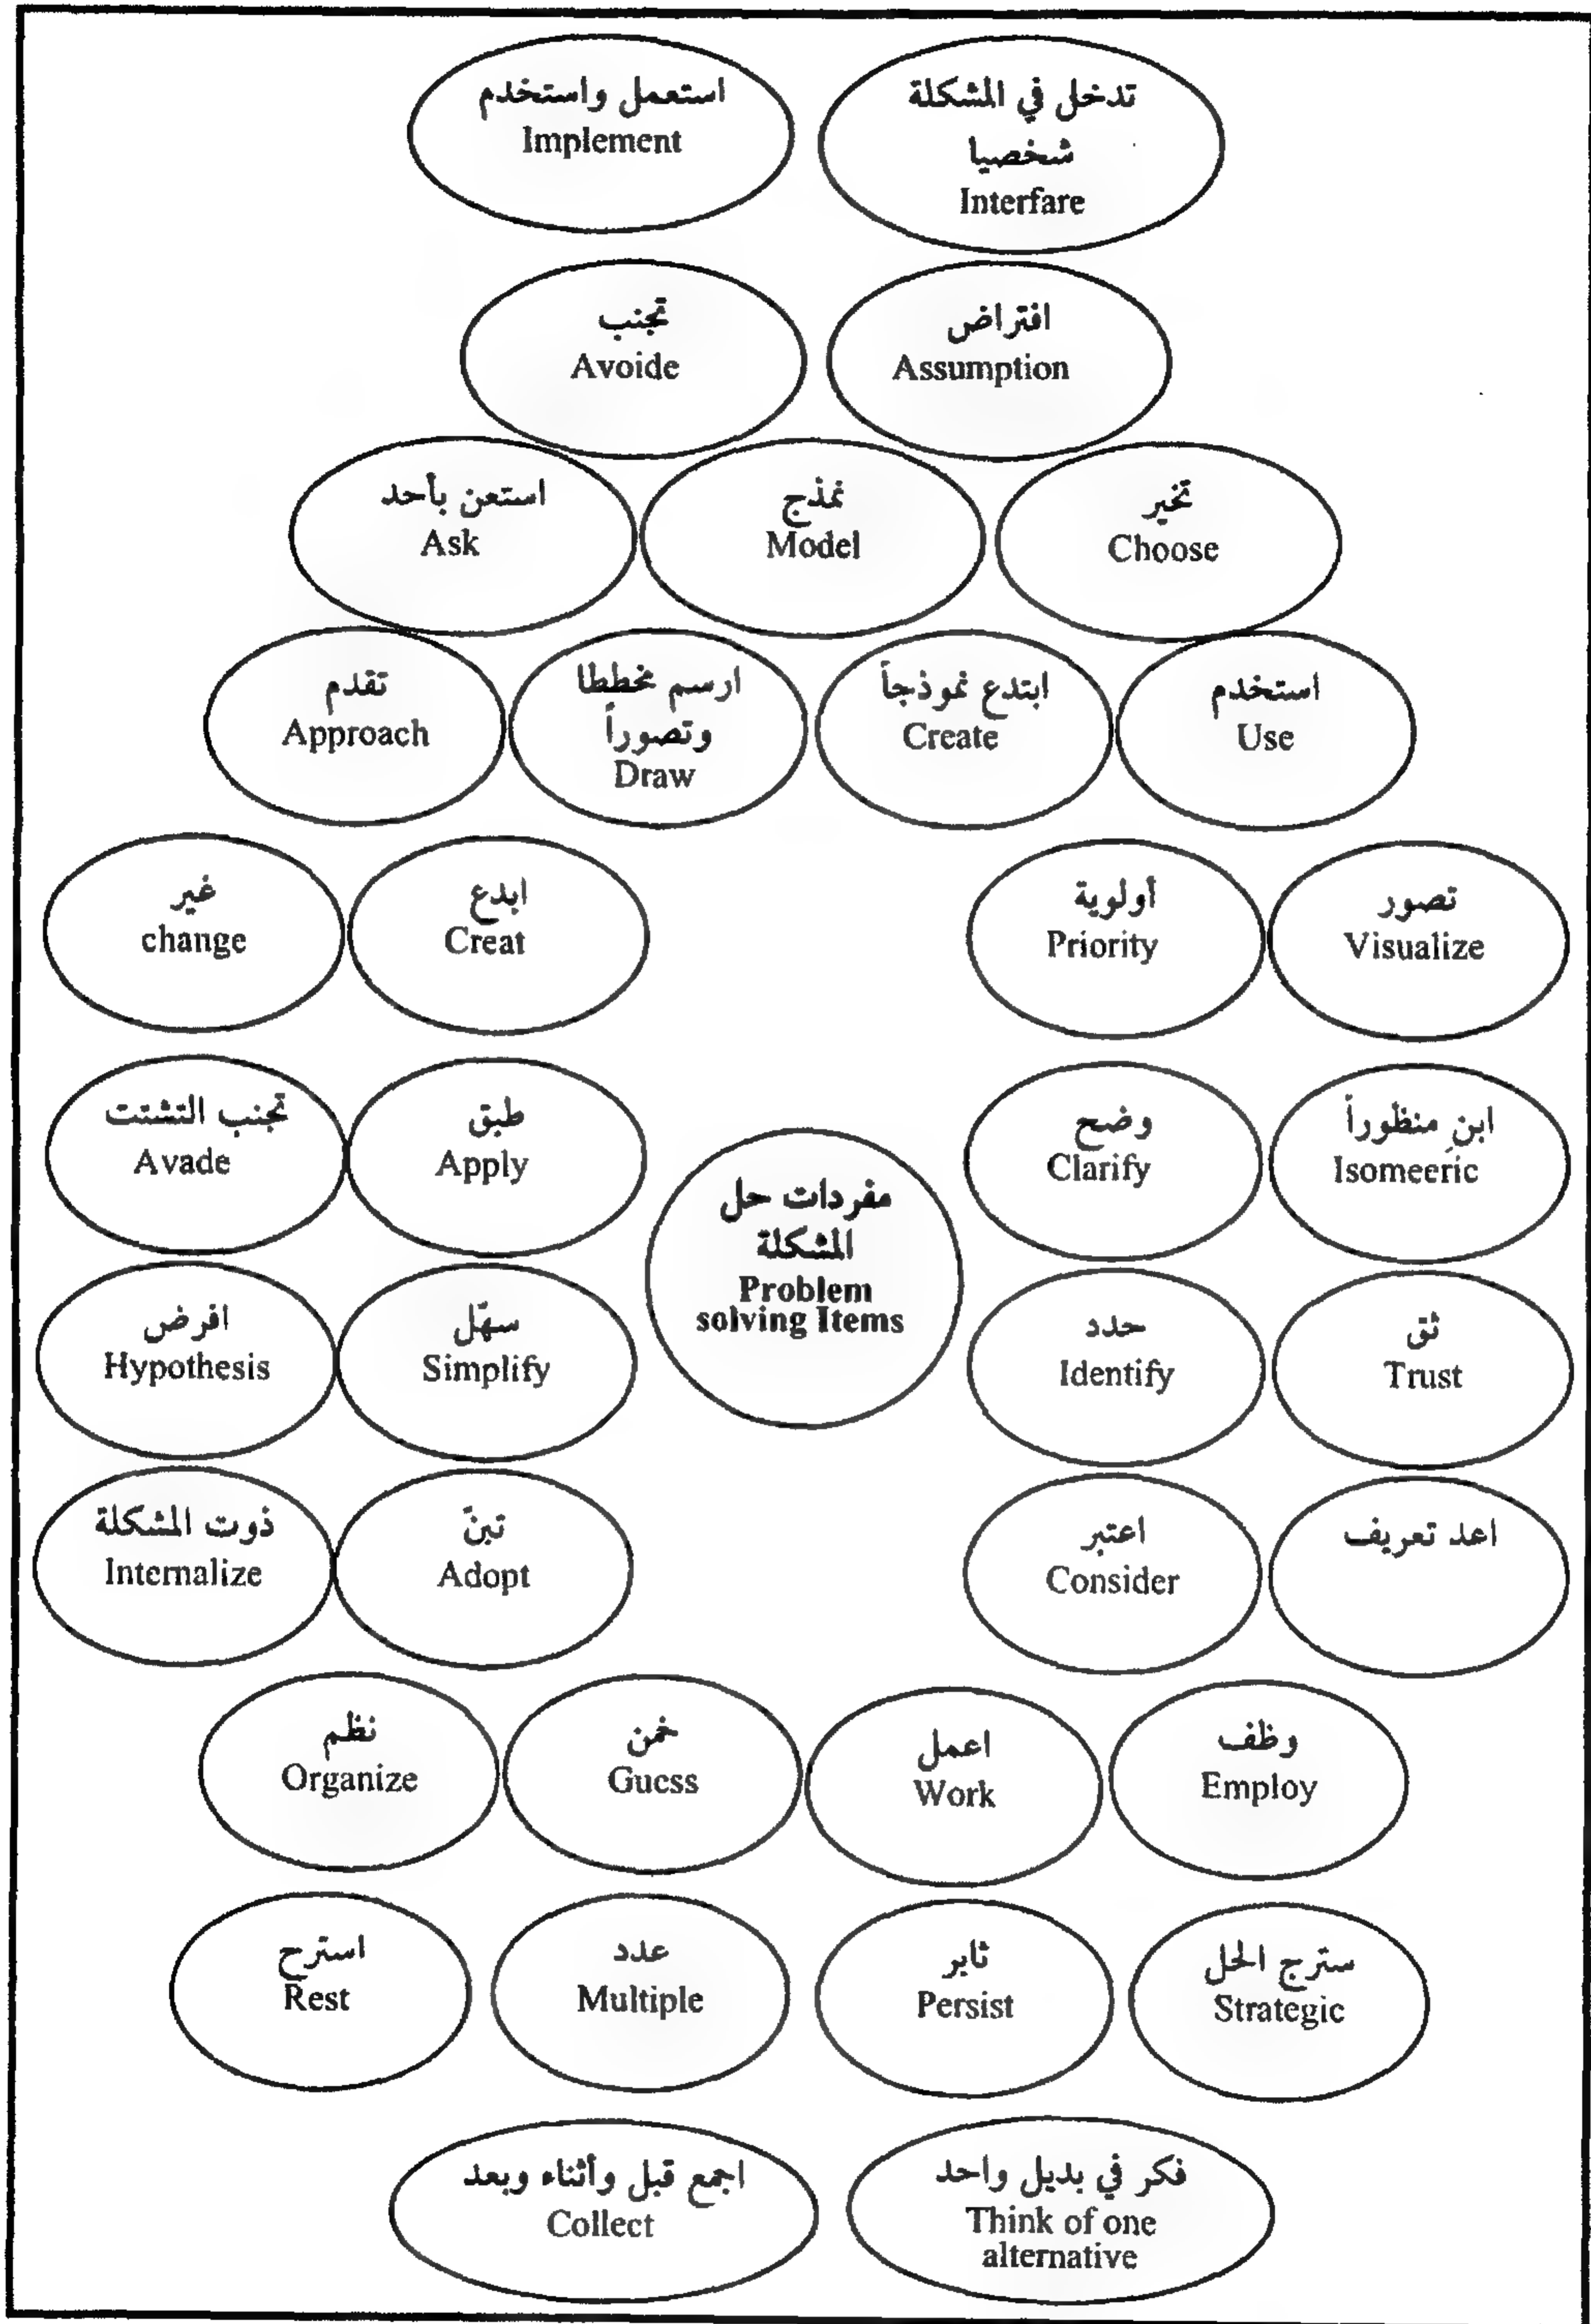 تدخل في المشكلة
شخصيا
Interfare
استعمل واستخدم
Implement
افتراض
Assumption
تجنب
Avoide
تخير
Choose
نمذج
Model
استعن بأحد
Ask
استخدم
Use
ابتدع نموذجاً
Create
ارسم مخططا
وتصوراً
Draw
تقدم
Approach
تصور
Visualize
أولوية
Priority
ابدع
Creat
غير
change
ابنِ منظوراً
Isomeeric
وضح
Clarify
طبق
Apply
تجنب التشتت
Avade
مفردات حل
المشكلة
Problem
solving Items
ثق
Trust
حدد
Identify
سهّل
Simplify
افرض
Hypothesis
اعد تعريف
اعتبر
Consider
تبنّ
Adopt
ذوت المشكلة
Internalize
وظف
Employ
اعمل
Work
خمن
Guess
نظم
Organize
سترج الحل
Strategic
ثابر
Persist
عدد
Multiple
استرح
Rest
فكر في بديل واحد
Think of one
alternative
اجمع قبل وأثناء وبعد
Collect